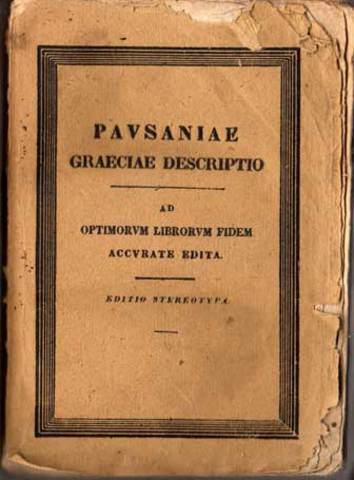 PAVSANIAE
GRAECIAE DESCRIPTIO
AD
OPTIMORVM LIBRORVM FIDEM
ACCVRATE EDITA.
EDITIO STEREOTYPA